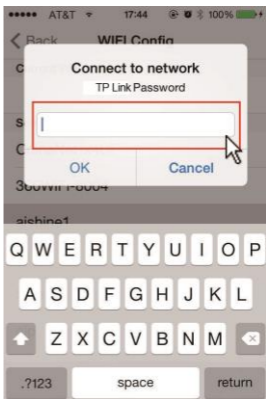 AT&T 17:44 100%
Back WIFI Config
Connect to network
TP Link Password
OK Cancel
360WIFI-8004
aishine1
Q W E R T Y U I O P
A S D F G H J K L
Z X C V B N M
.?123 space return